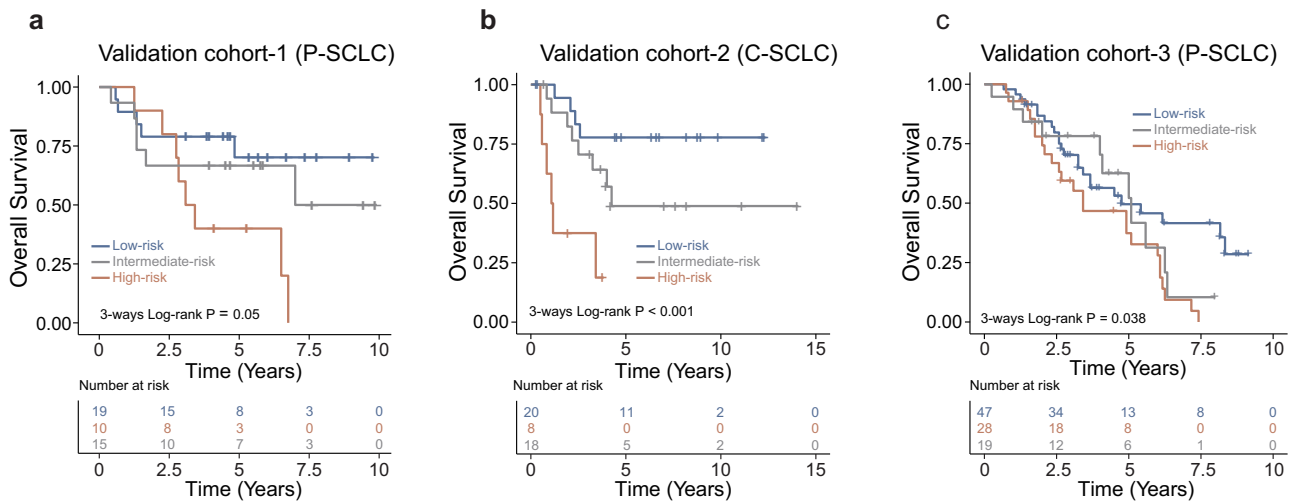 a
Validation cohort-1 (P-SCLC)
Overall Survival
1.00
0.75
0.50
0.25
0.00
Low-risk
Intermediate-risk
High-risk
3-ways Log-rank P = 0.05
0 2.5 5 7.5 10
Time (Years)
Number at risk
19 15 8 3 0
10 8 3 0 0
15 10 7 3 0
0 2.5 5 7.5 10
Time (Years)
b
Validation cohort-2 (C-SCLC)
Overall Survival
1.00
0.75
0.50
0.25
0.00
Low-risk
Intermediate-risk
High-risk
3-ways Log-rank P < 0.001
0 5 10 15
Time (Years)
Number at risk
20 11 2 0
8 0 0 0
18 5 2 0
0 5 10 15
Time (Years)
c
Validation cohort-3 (P-SCLC)
Overall Survival
1.00
0.75
0.50
0.25
0.00
Low-risk
Intermediate-risk
High-risk
3-ways Log-rank P = 0.038
0 2.5 5 7.5 10
Time (Years)
Number at risk
47 34 13 8 0
28 18 8 0 0
19 12 6 1 0
0 2.5 5 7.5 10
Time (Years)